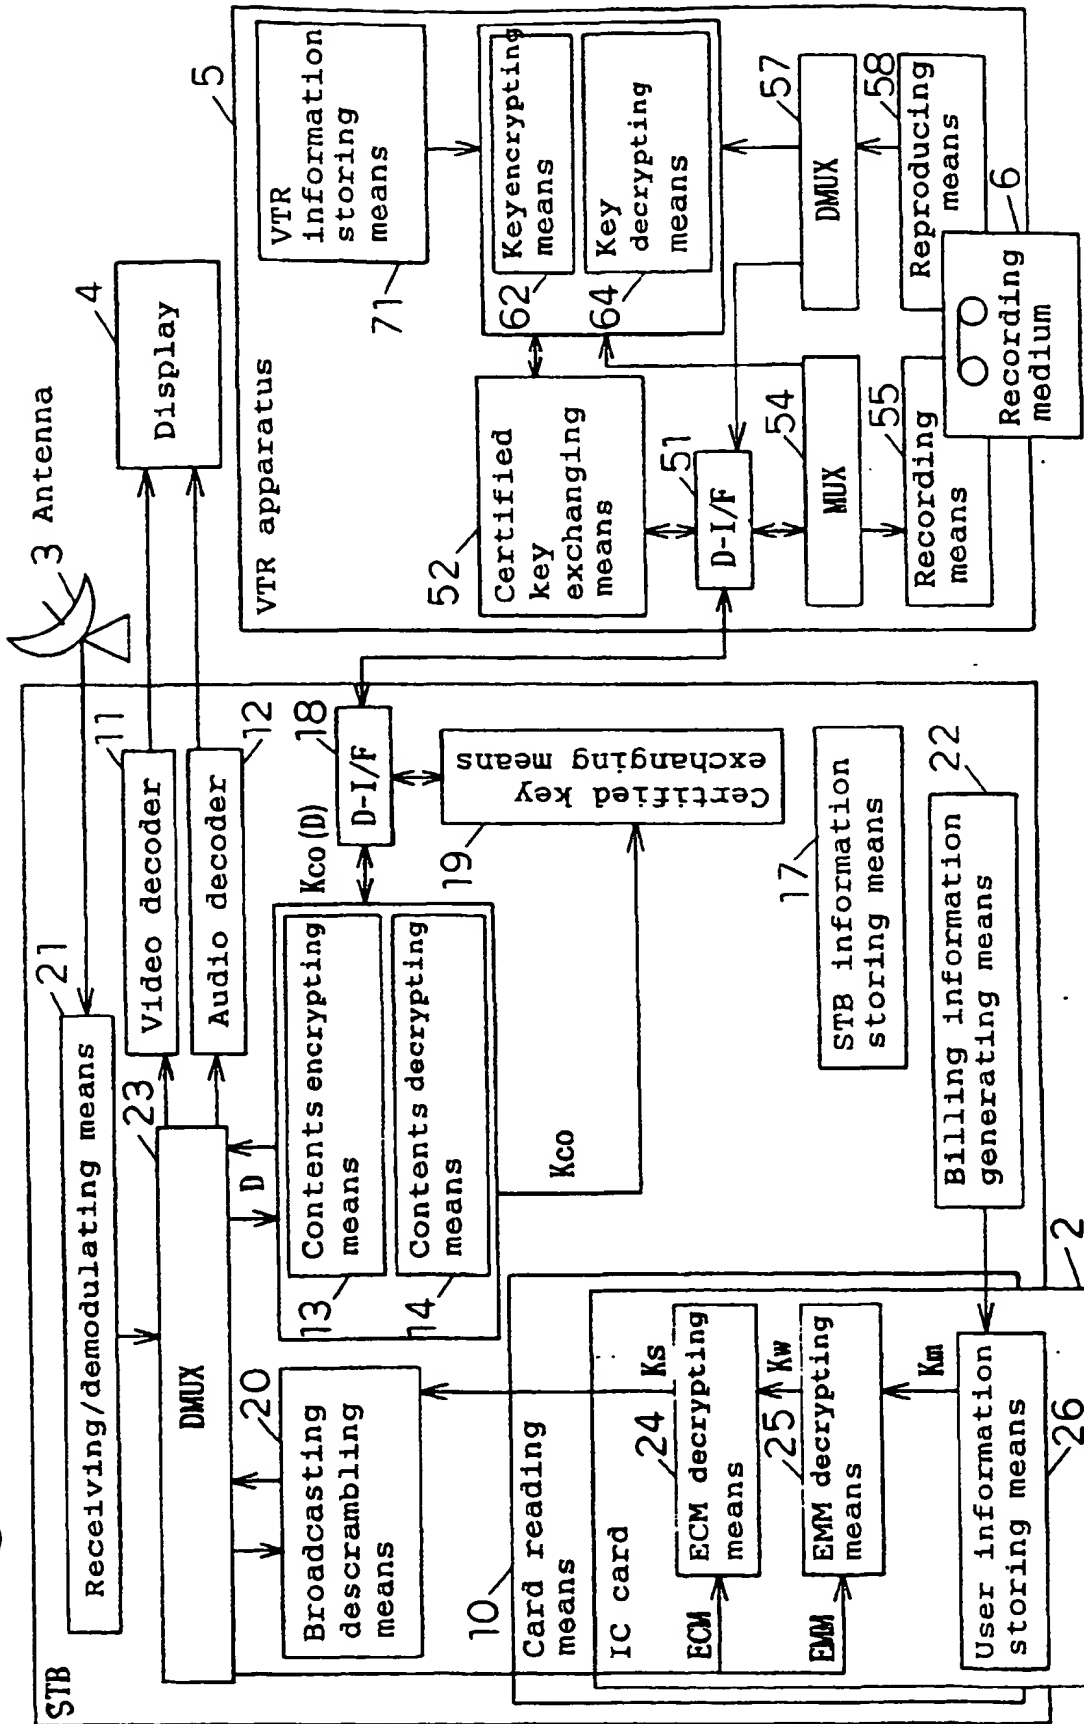 STB
Receiving/demodulating means
21
3 Antenna
4
Display
DMUX
23
Video decoder
11
Audio decoder
12
D
Broadcasting
descrambling
means
20
Contents encrypting
means
13
Contents decrypting
means
14
Kco(D)
D-I/F
18
Kco
19
Certified key
exchanging means
10
Card reading
means
IC card
2
ECM
EMM
24
ECM decrypting
means
Ks
25
EMM decrypting
means
Kw
Km
User information
storing means
26
17
STB information
storing means
Billing information
generating means
22
5
VTR apparatus
VTR
information
storing
means
71
52
Certified
key
exchanging
means
Keyencrypting
means
62
Key
decrypting
means
64
D-I/F
51
MUX
54
DMUX
57
Recording
means
55
Reproducing
means
58
Recording
medium
6